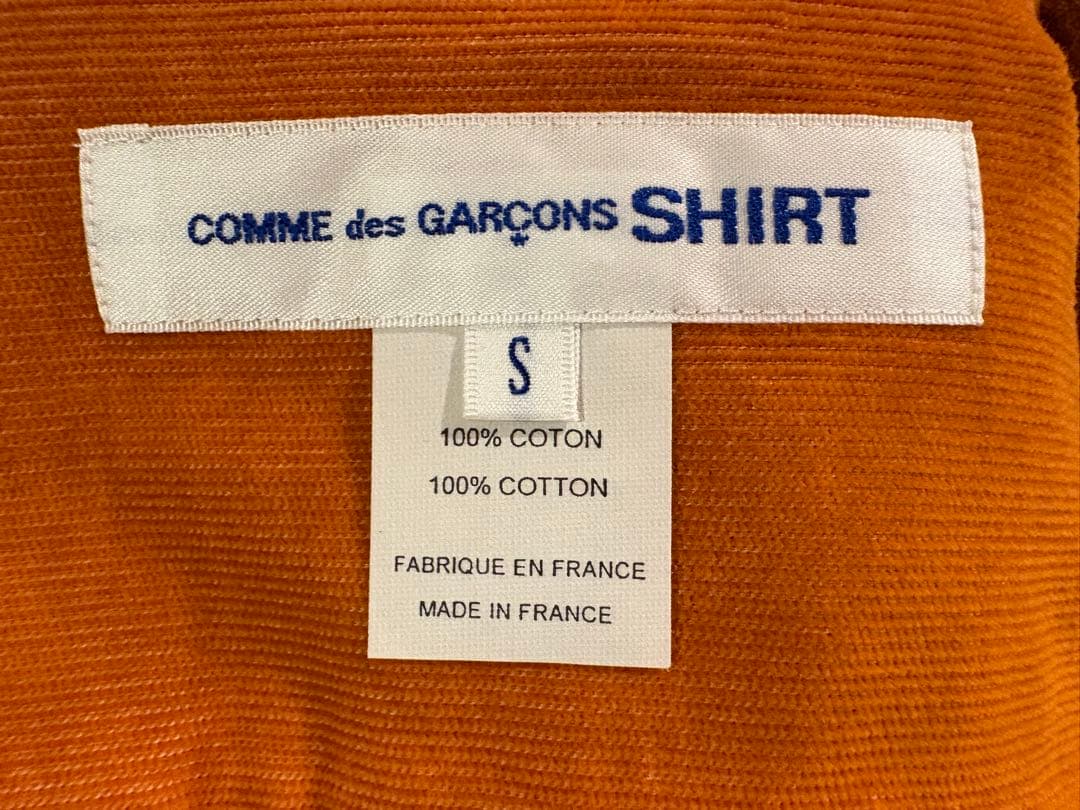 COMME des GARÇONS SHIRT
S
100% COTON
100% COTTON
FABRIQUE EN FRANCE
MADE IN FRANCE